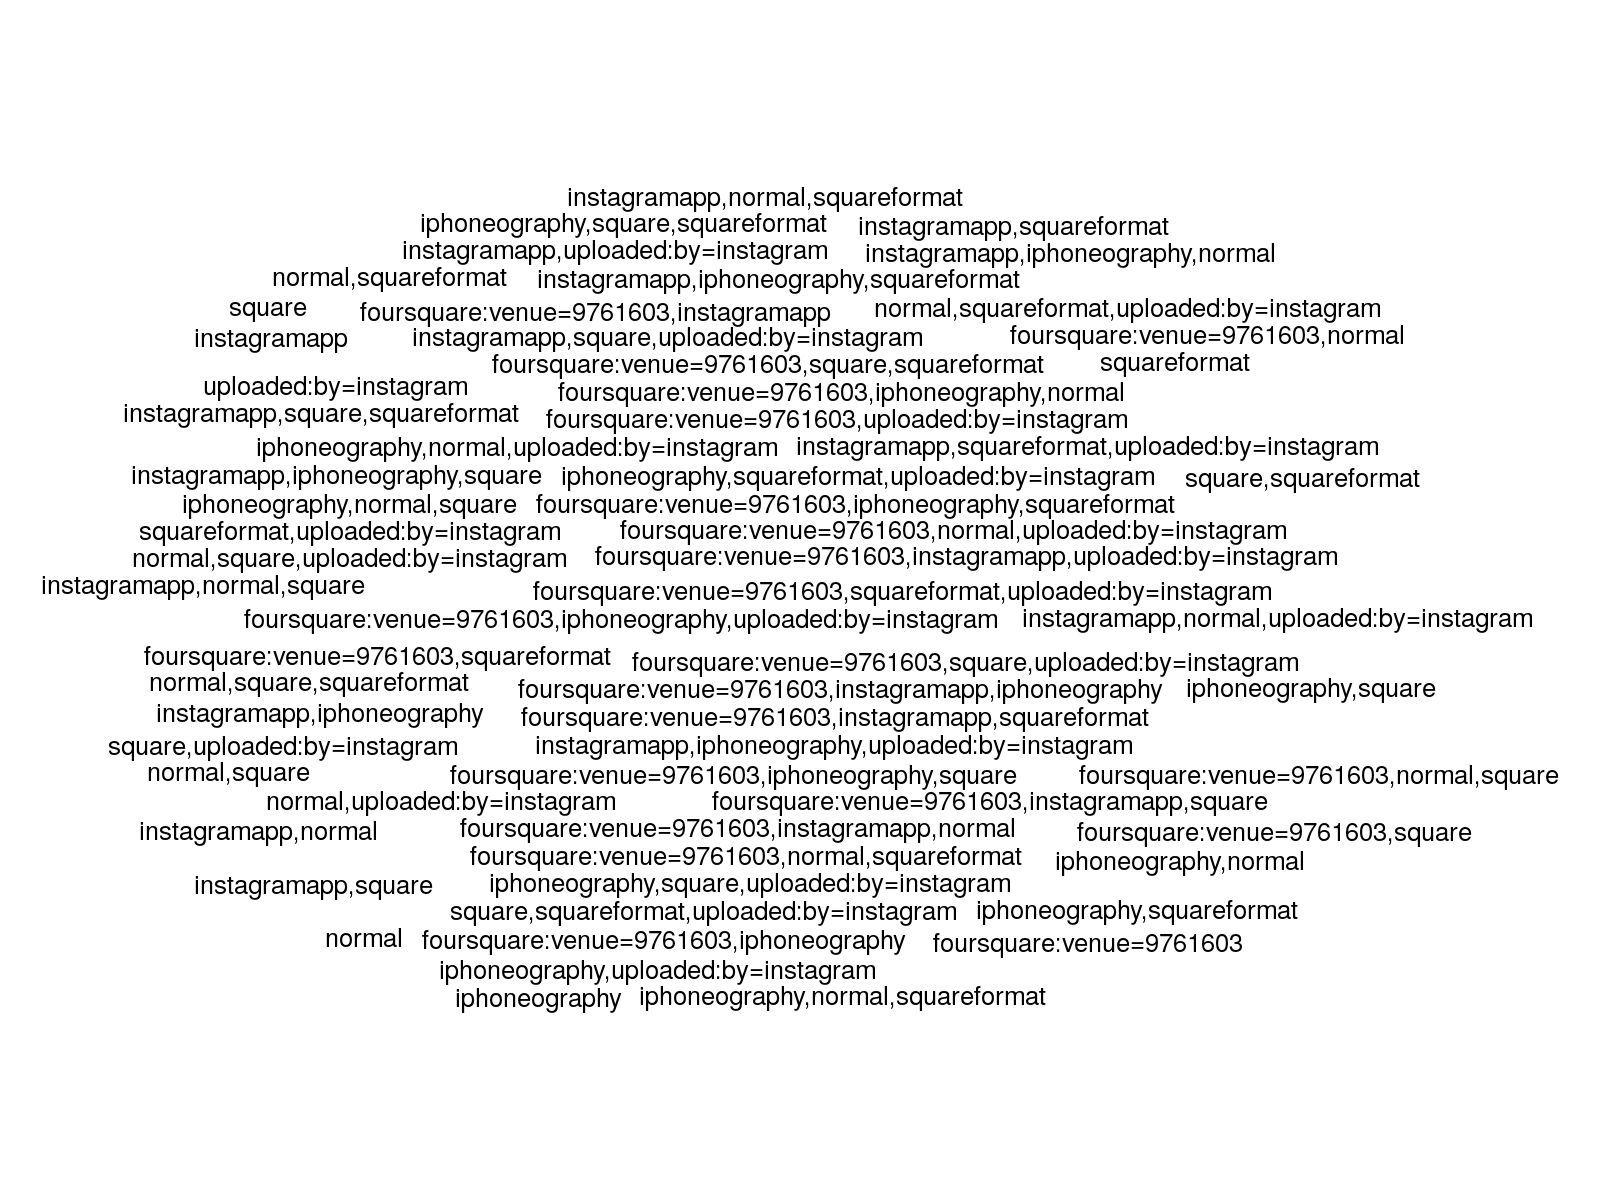 instagramapp,normal,squareformat
iphoneography,square,squareformat instagramapp,squareformat
instagramapp,uploaded:by=instagram instagramapp,iphoneography,normal
normal,squareformat instagramapp,iphoneography,squareformat
square foursquare:venue=9761603,instagramapp normal,squareformat,uploaded:by=instagram
instagramapp instagramapp,square,uploaded:by=instagram foursquare:venue=9761603,normal
foursquare:venue=9761603,square,squareformat squareformat
uploaded:by=instagram foursquare:venue=9761603,iphoneography,normal
instagramapp,square,squareformat foursquare:venue=9761603,uploaded:by=instagram
iphoneography,normal,uploaded:by=instagram instagramapp,squareformat,uploaded:by=instagram
instagramapp,iphoneography,square iphoneography,squareformat,uploaded:by=instagram square,squareformat
iphoneography,normal,square foursquare:venue=9761603,iphoneography,squareformat
squareformat,uploaded:by=instagram foursquare:venue=9761603,normal,uploaded:by=instagram
normal,square,uploaded:by=instagram foursquare:venue=9761603,instagramapp,uploaded:by=instagram
instagramapp,normal,square foursquare:venue=9761603,squareformat,uploaded:by=instagram
foursquare:venue=9761603,iphoneography,uploaded:by=instagram instagramapp,normal,uploaded:by=instagram
foursquare:venue=9761603,squareformat foursquare:venue=9761603,square,uploaded:by=instagram
normal,square,squareformat foursquare:venue=9761603,instagramapp,iphoneography iphoneography,square
instagramapp,iphoneography foursquare:venue=9761603,instagramapp,squareformat
square,uploaded:by=instagram instagramapp,iphoneography,uploaded:by=instagram
normal,square foursquare:venue=9761603,iphoneography,square foursquare:venue=9761603,normal,square
normal,uploaded:by=instagram foursquare:venue=9761603,instagramapp,square
instagramapp,normal foursquare:venue=9761603,instagramapp,normal foursquare:venue=9761603,square
foursquare:venue=9761603,normal,squareformat iphoneography,normal
instagramapp,square iphoneography,square,uploaded:by=instagram
square,squareformat,uploaded:by=instagram iphoneography,squareformat
normal foursquare:venue=9761603,iphoneography foursquare:venue=9761603
iphoneography,uploaded:by=instagram
iphoneography iphoneography,normal,squareformat